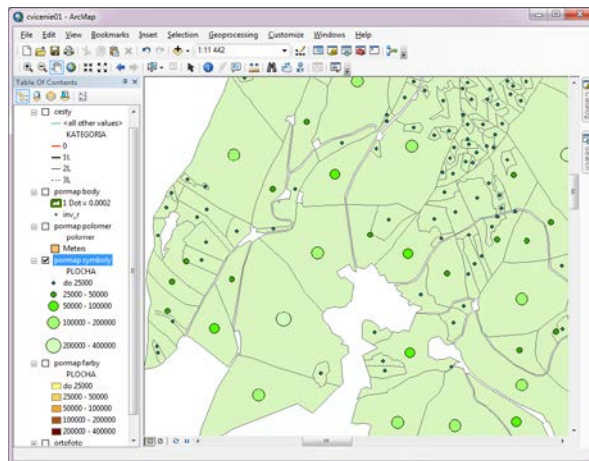 cvicenie01 - ArcMap
File Edit View Bookmarks Insert Selection Geoprocessing Customize Windows Help
1:11 442
Table Of Contents
cesty
<all other values>
KATEGORIA
0
1L
2L
3L
pormap body
1 Dot = 0.0002
inv_r
pormap polomer
polomer
Meters
pormap symboly
PLOCHA
do 25000
25000 - 50000
50000 - 100000
100000 - 200000
200000 - 400000
pormap farby
PLOCHA
do 25000
25000 - 50000
50000 - 100000
100000 - 200000
200000 - 400000
ortofoto